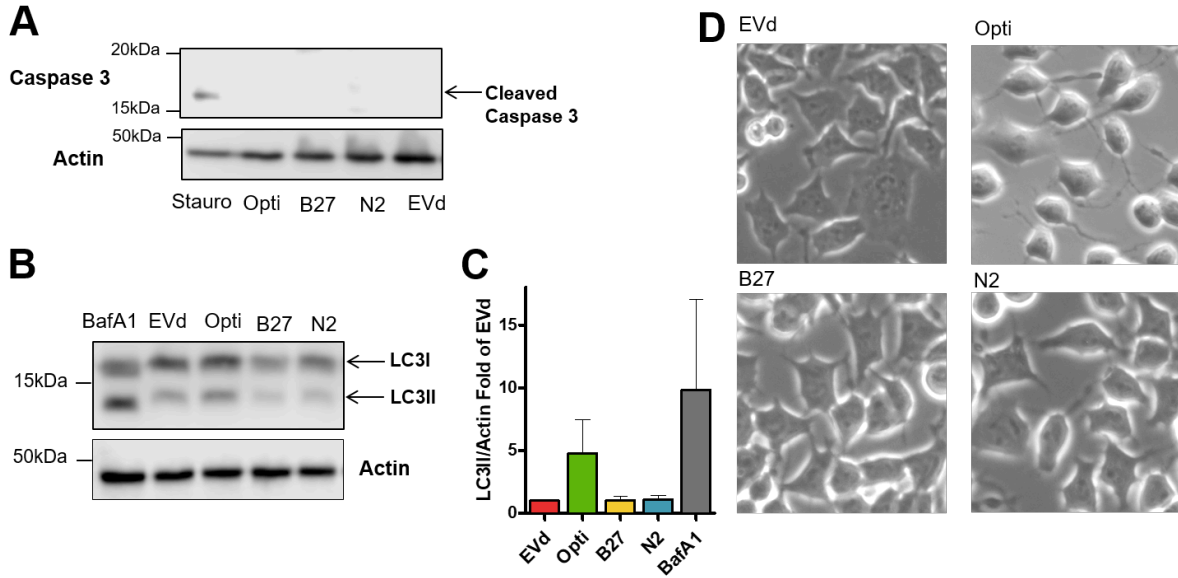 A
20kDa
Caspase 3
15kDa
Cleaved
Caspase 3
50kDa
Actin
Stauro Opti B27 N2 EVd
B
BafA1 EVd Opti B27 N2
LC3I
15kDa
LC3II
50kDa
Actin
C
LC3II/Actin Fold of EVd
15
10
5
0
EVd
Opti
B27
N2
BafA1
D
EVd
Opti
B27
N2